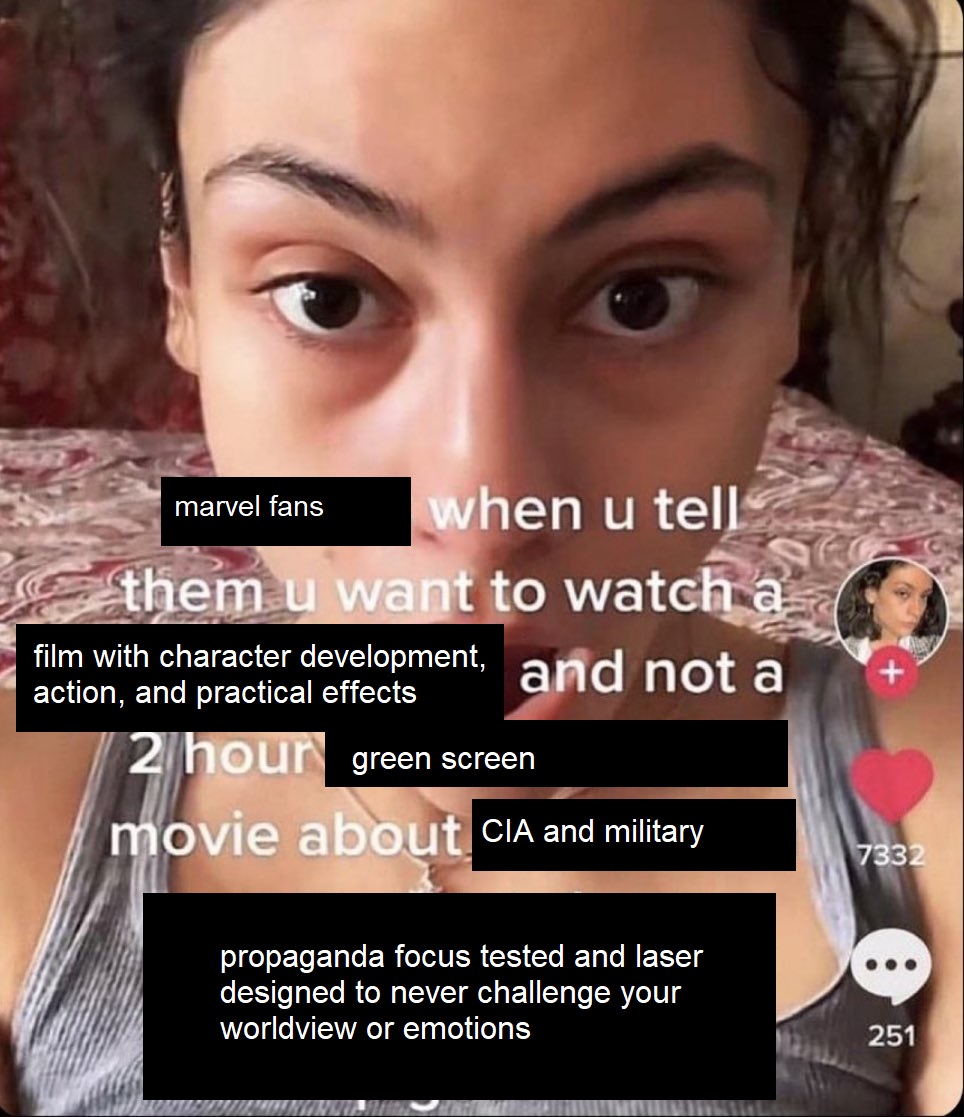 marvel fans when u tell
them u want to watch a
film with character development,
action, and practical effects and not a
2 hour green screen
movie about CIA and military
propaganda focus tested and laser
designed to never challenge your
worldview or emotions
7332
251